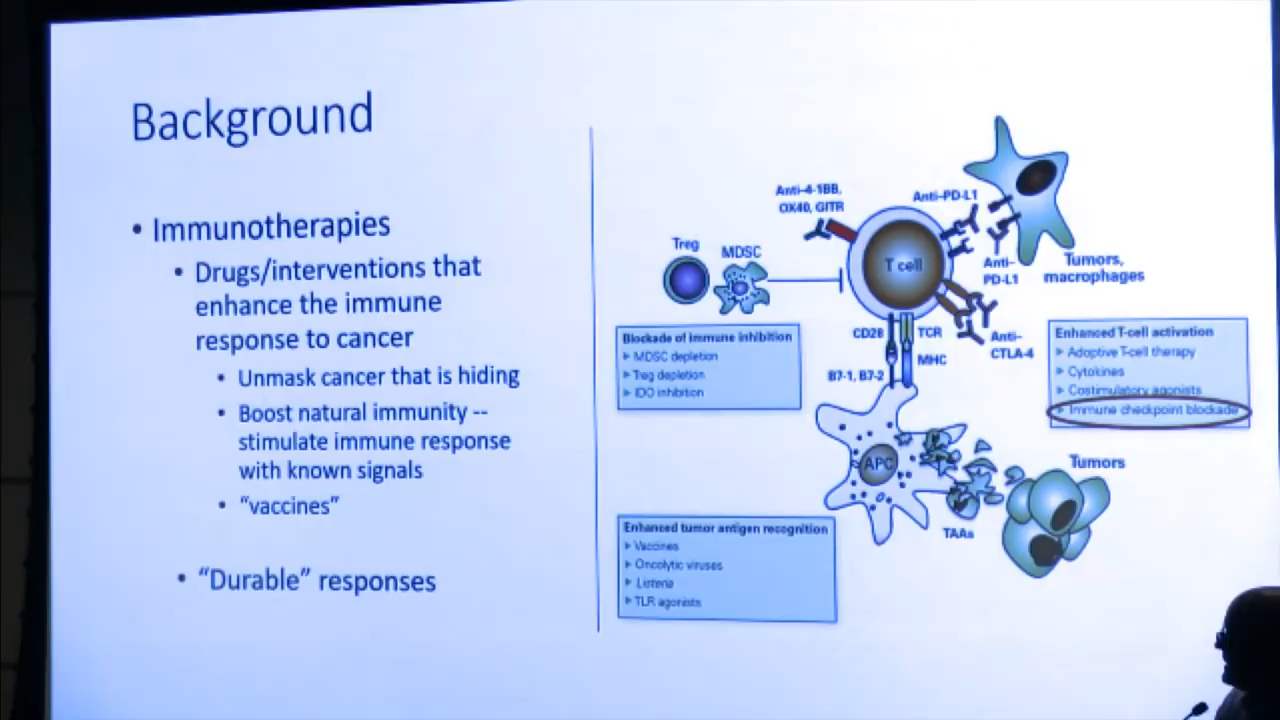 Background
• Immunotherapies
• Drugs/interventions that
enhance the immune
response to cancer
• Unmask cancer that is hiding
• Boost natural immunity --
stimulate immune response
with known signals
• “vaccines”
• “Durable” responses
Anti-4-1BB,
OX40, GITR
Anti-PD-L1
Treg
MDSC
T cell
Anti-
PD-L1
Tumors,
macrophages
CD28
TCR
Anti-
CTLA-4
MHC
B7-1, B7-2
Blockade of immune inhibition
MDSC depletion
Treg depletion
IDO inhibition
Enhanced T-cell activation
Adoptive T-cell therapy
Cytokines
Costimulatory agonists
Immune checkpoint blockade
APC
Tumors
TAAs
Enhanced tumor antigen recognition
Vaccines
Oncolytic viruses
Listeria
TLR agonists